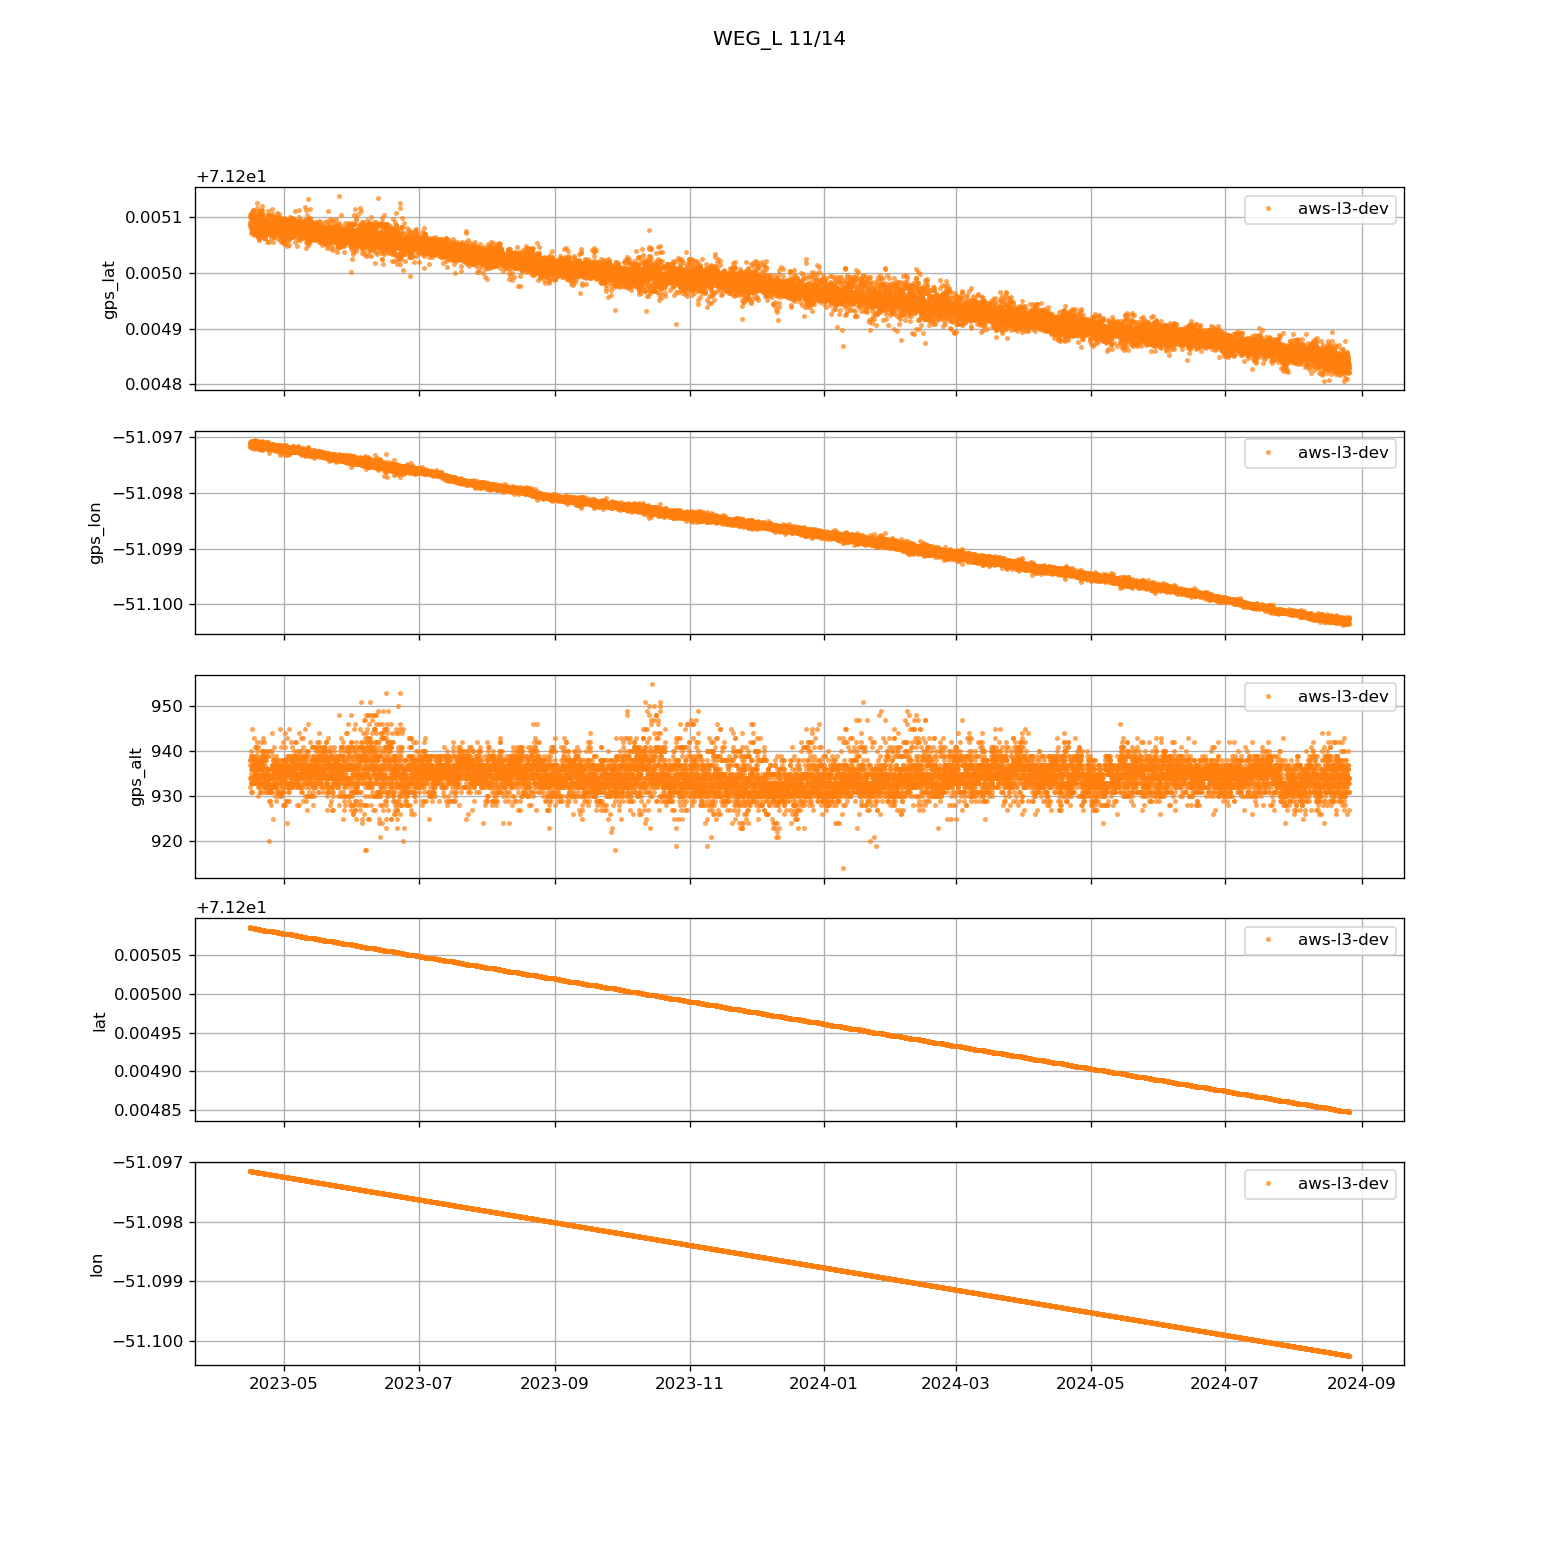 WEG_L 11/14
+7.12e1
0.0051
0.0050
0.0049
0.0048
gps_lat
aws-l3-dev
−51.097
−51.098
−51.099
−51.100
gps_lon
aws-l3-dev
950
940
930
920
gps_alt
aws-l3-dev
+7.12e1
0.00505
0.00500
0.00495
0.00490
0.00485
lat
aws-l3-dev
−51.097
−51.098
−51.099
−51.100
lon
aws-l3-dev
2023-05 2023-07 2023-09 2023-11 2024-01 2024-03 2024-05 2024-07 2024-09